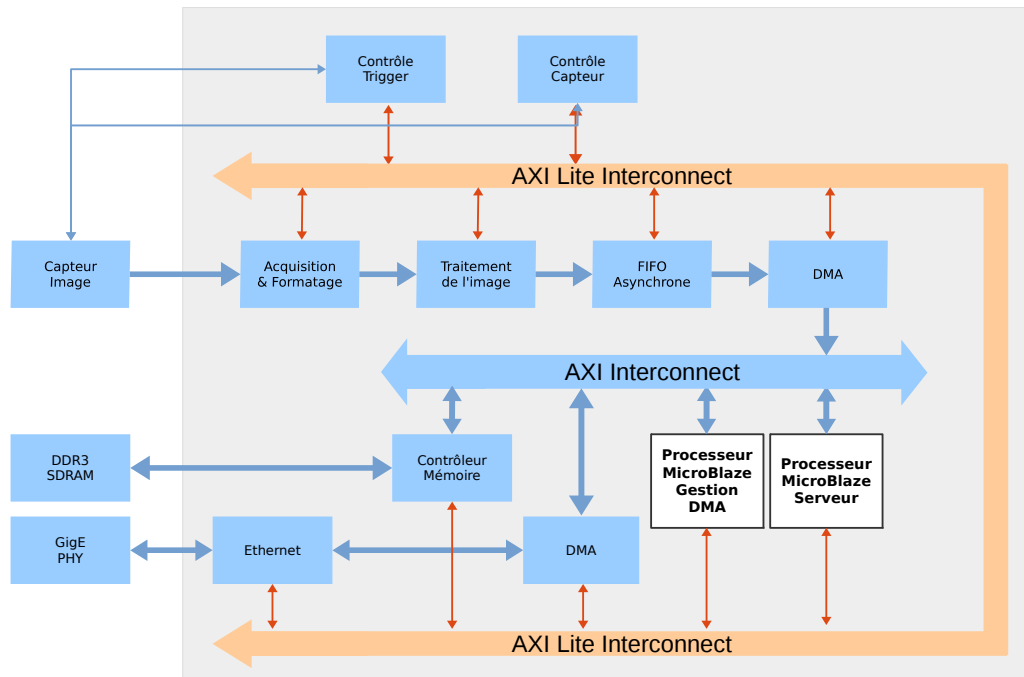 Contrôle
Trigger
Contrôle
Capteur
AXI Lite Interconnect
Capteur
Image
Acquisition
& Formatage
Traitement
de l'image
FIFO
Asynchrone
DMA
AXI Interconnect
DDR3
SDRAM
Contrôleur
Mémoire
Processeur
MicroBlaze
Gestion
DMA
Processeur
MicroBlaze
Serveur
GigE
PHY
Ethernet
DMA
AXI Lite Interconnect